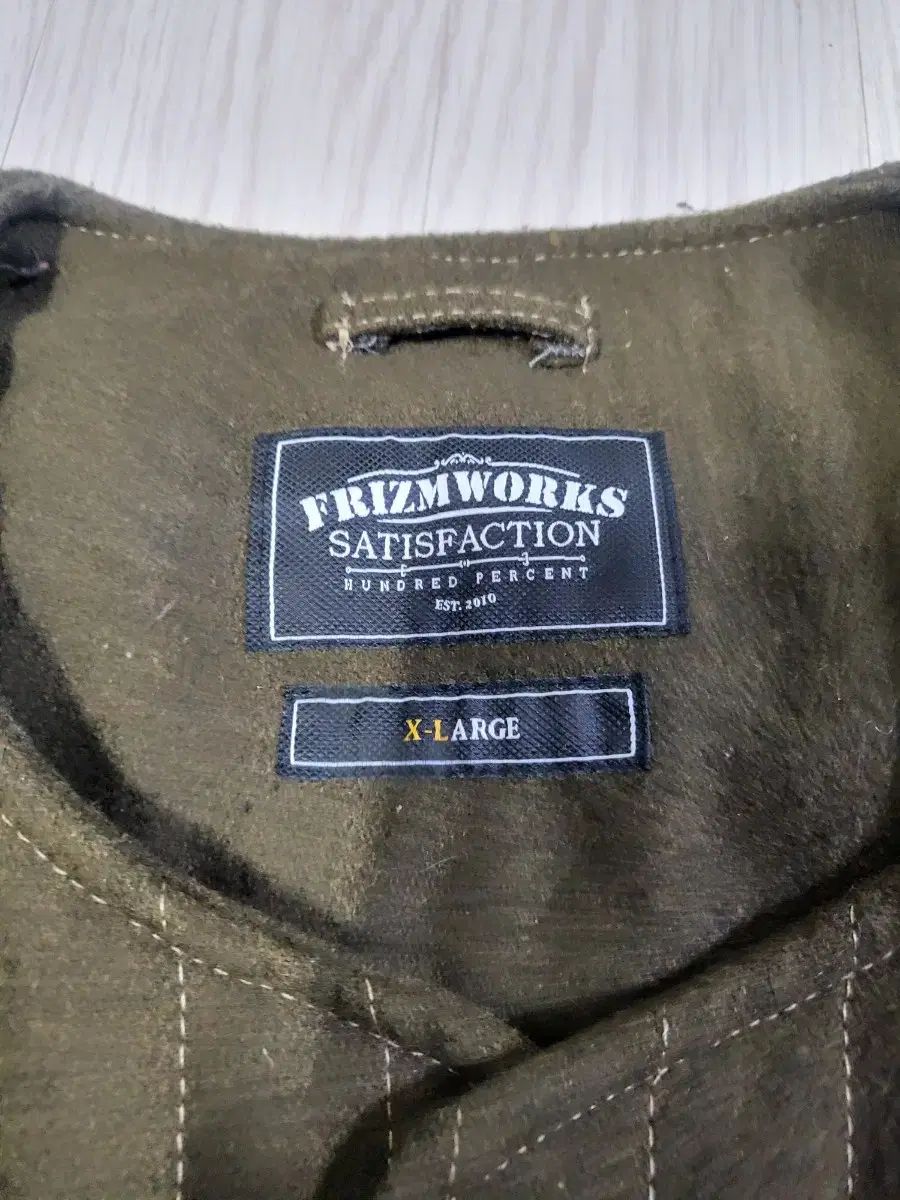 FRIZMWORKS
SATISFACTION
HUNDRED PERCENT
EST. 2010
X-LARGE